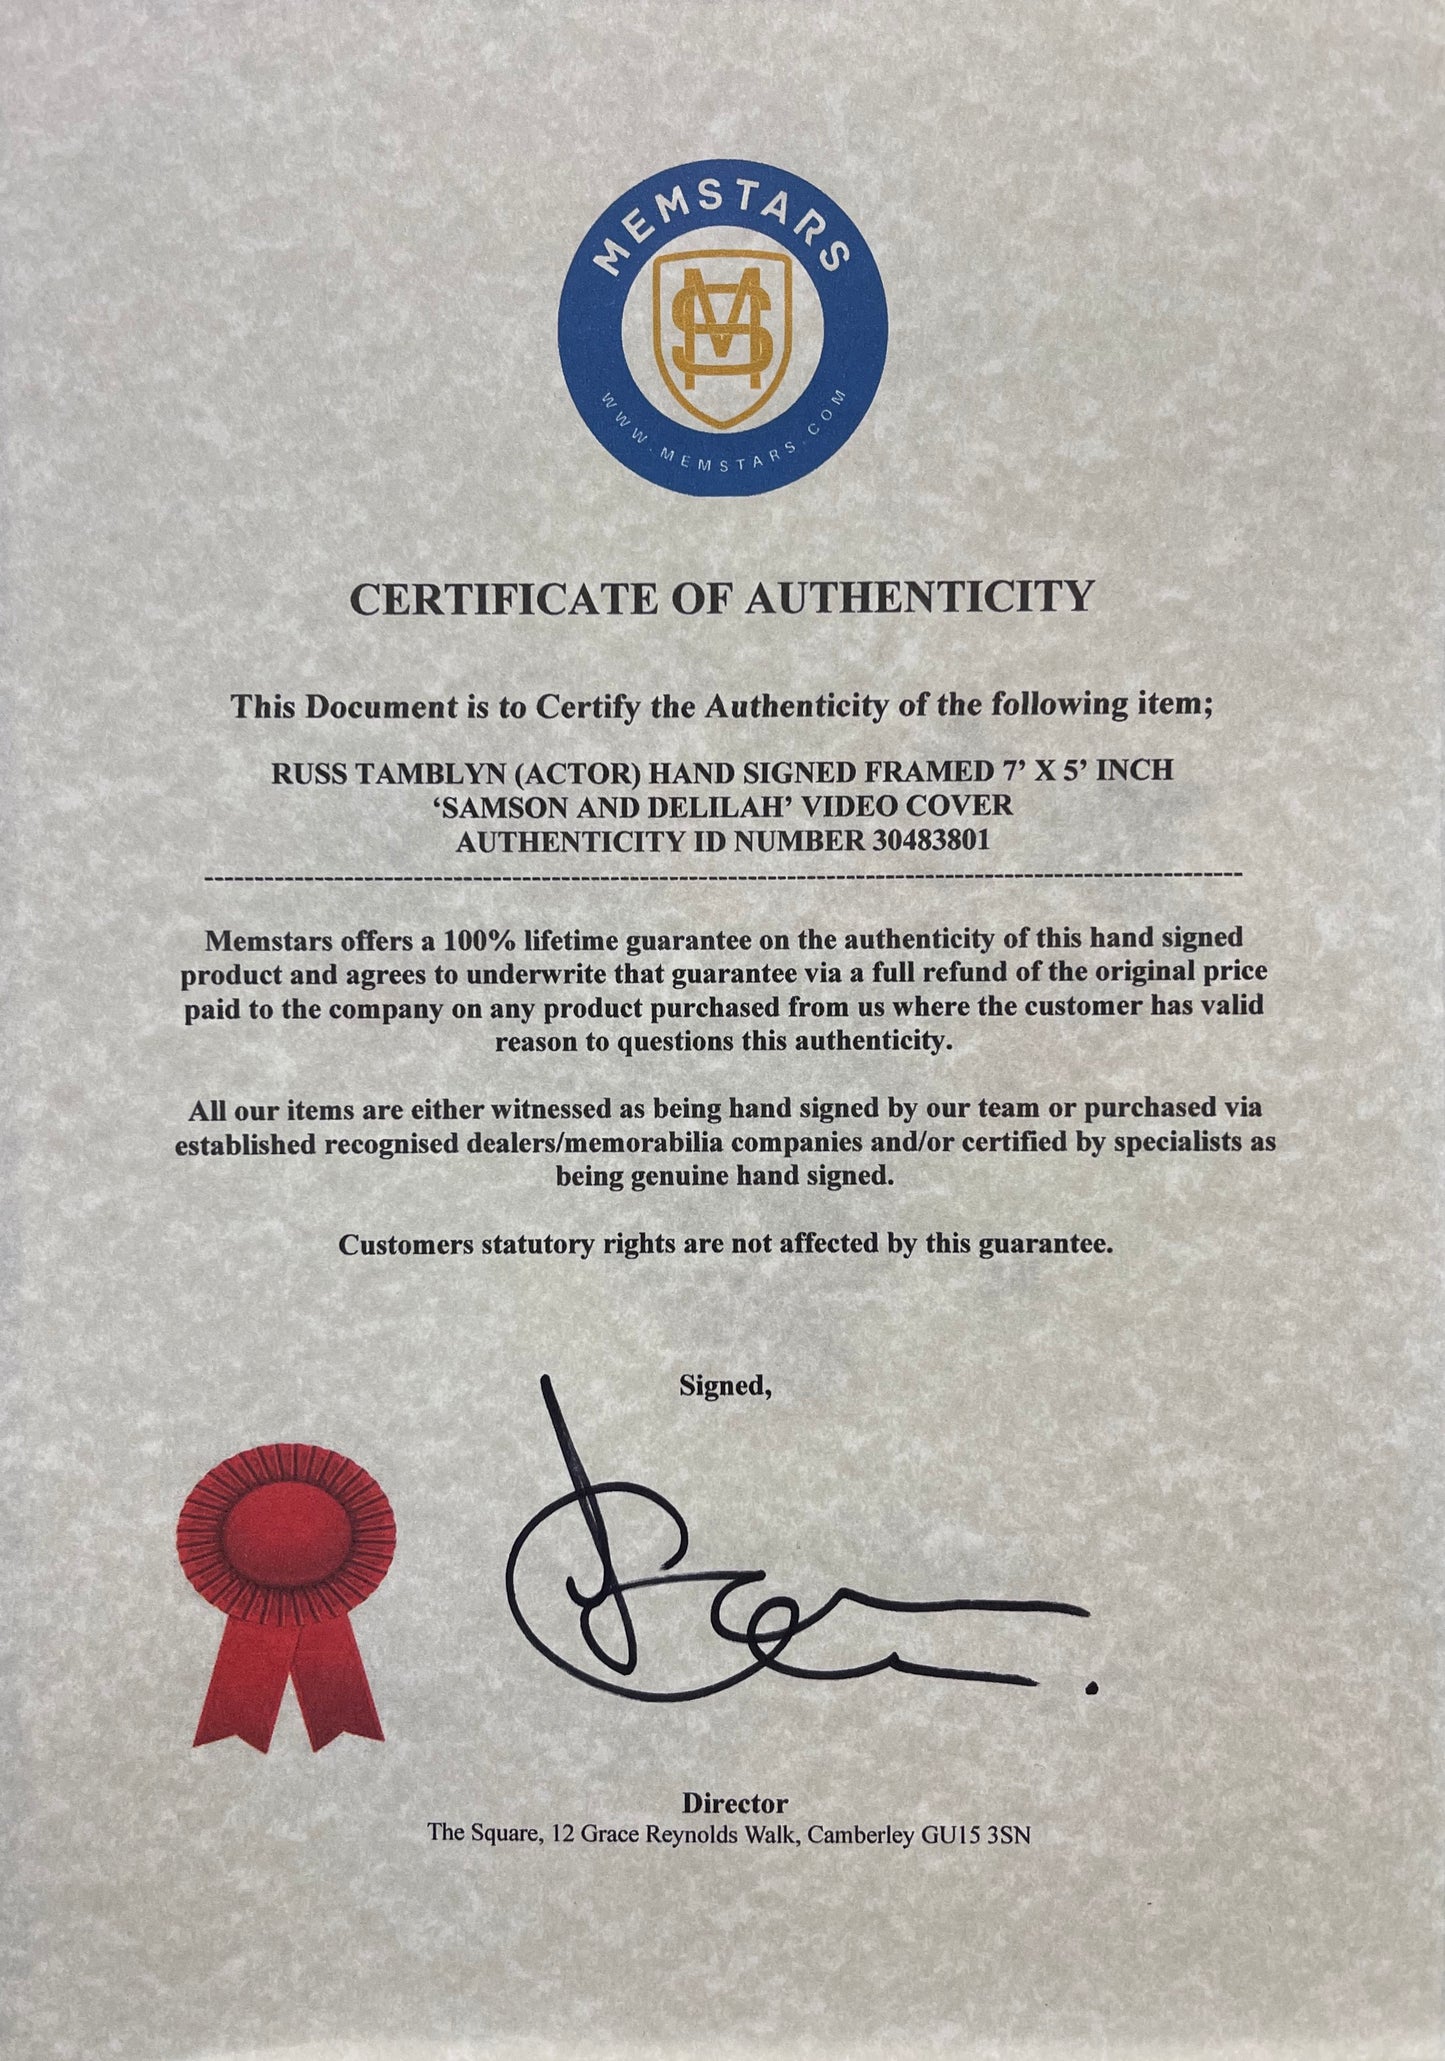 MEMSTARS
WWW.MEMSTARS.COM
CERTIFICATE OF AUTHENTICITY
This Document is to Certify the Authenticity of the following item;
RUSS TAMBLYN (ACTOR) HAND SIGNED FRAMED 7’ X 5’ INCH
‘SAMSON AND DELILAH’ VIDEO COVER
AUTHENTICITY ID NUMBER 30483801
Memstars offers a 100% lifetime guarantee on the authenticity of this hand signed
product and agrees to underwrite that guarantee via a full refund of the original price
paid to the company on any product purchased from us where the customer has valid
reason to questions this authenticity.
All our items are either witnessed as being hand signed by our team or purchased via
established recognised dealers/memorabilia companies and/or certified by specialists as
being genuine hand signed.
Customers statutory rights are not affected by this guarantee.
Signed,
Director
The Square, 12 Grace Reynolds Walk, Camberley GU15 3SN